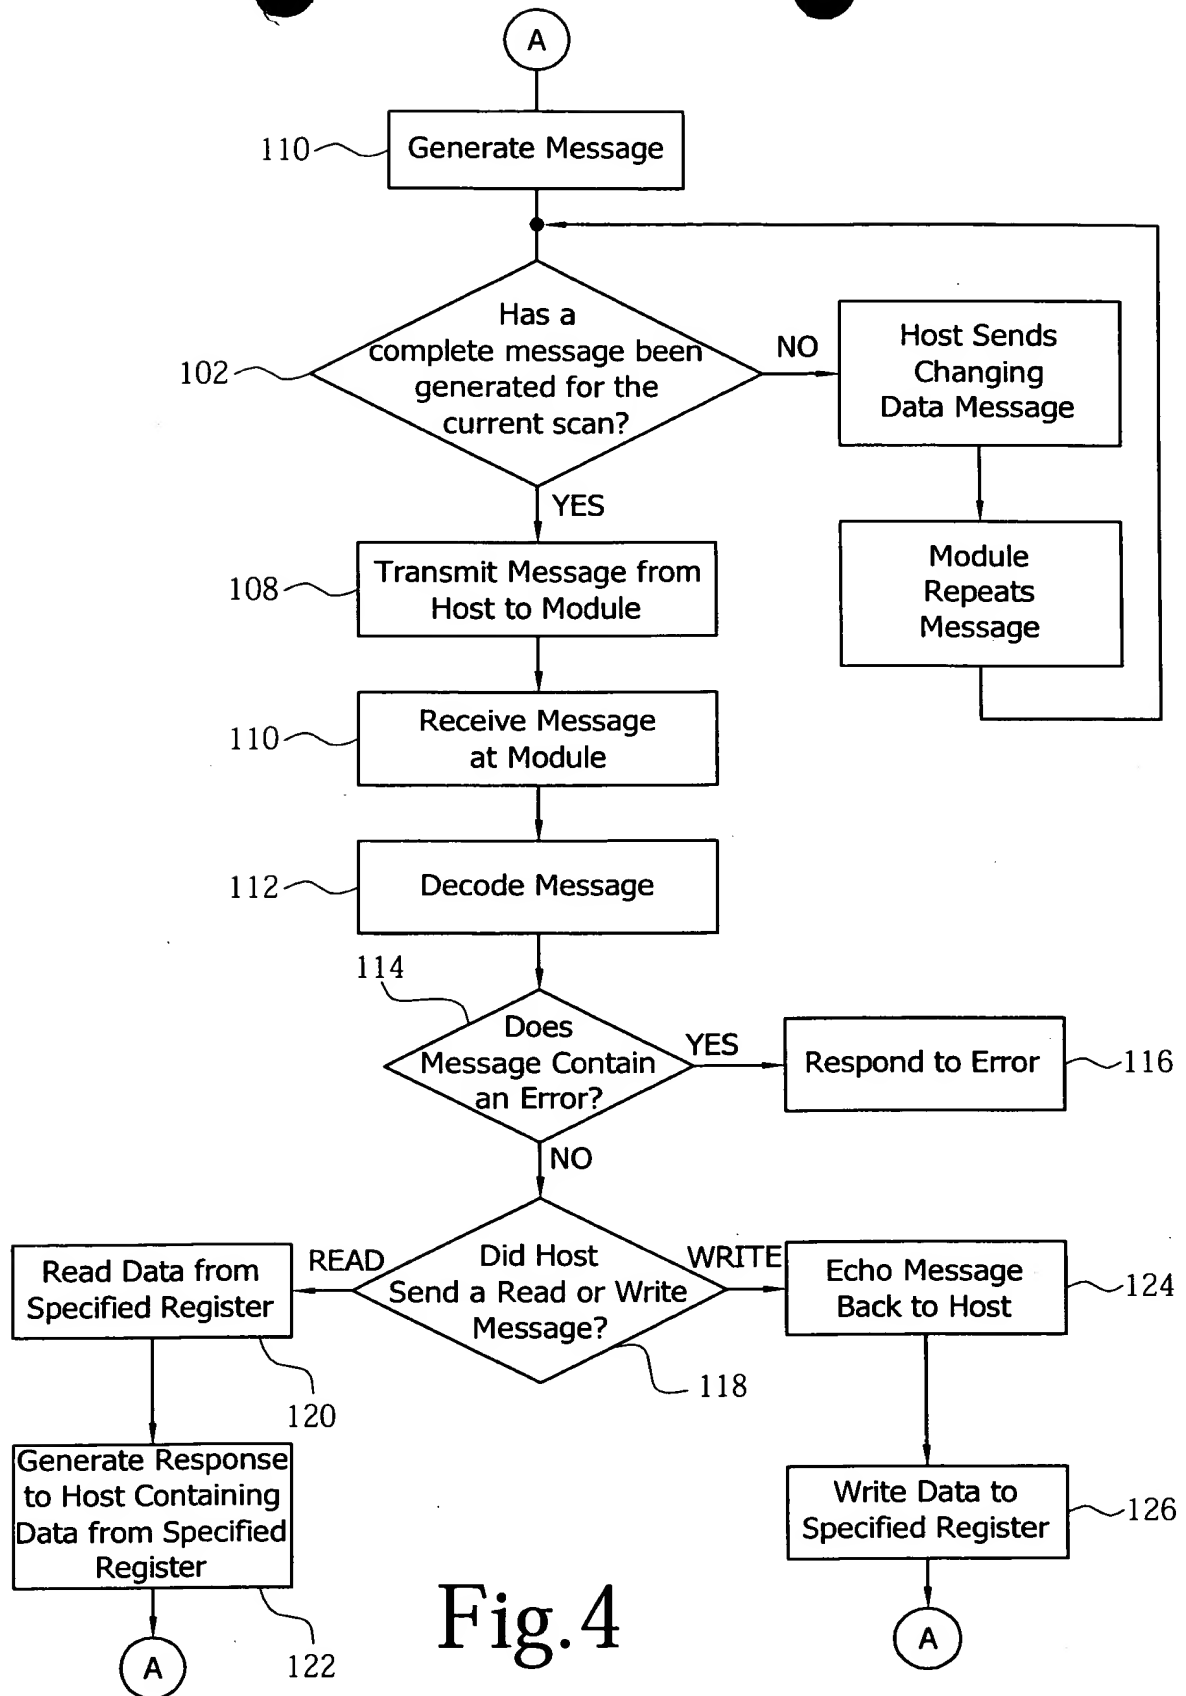 A
110
Generate Message
102
Has a
complete message been
generated for the
current scan?
NO
Host Sends
Changing
Data Message
YES
108
Transmit Message from
Host to Module
Module
Repeats
Message
110
Receive Message
at Module
112
Decode Message
114
Does
Message Contain
an Error?
YES
Respond to Error
116
NO
Read Data from
Specified Register
READ
Did Host
Send a Read or Write
Message?
WRITE
Echo Message
Back to Host
124
118
120
Generate Response
to Host Containing
Data from Specified
Register
Write Data to
Specified Register
126
122
A
A
Fig.4